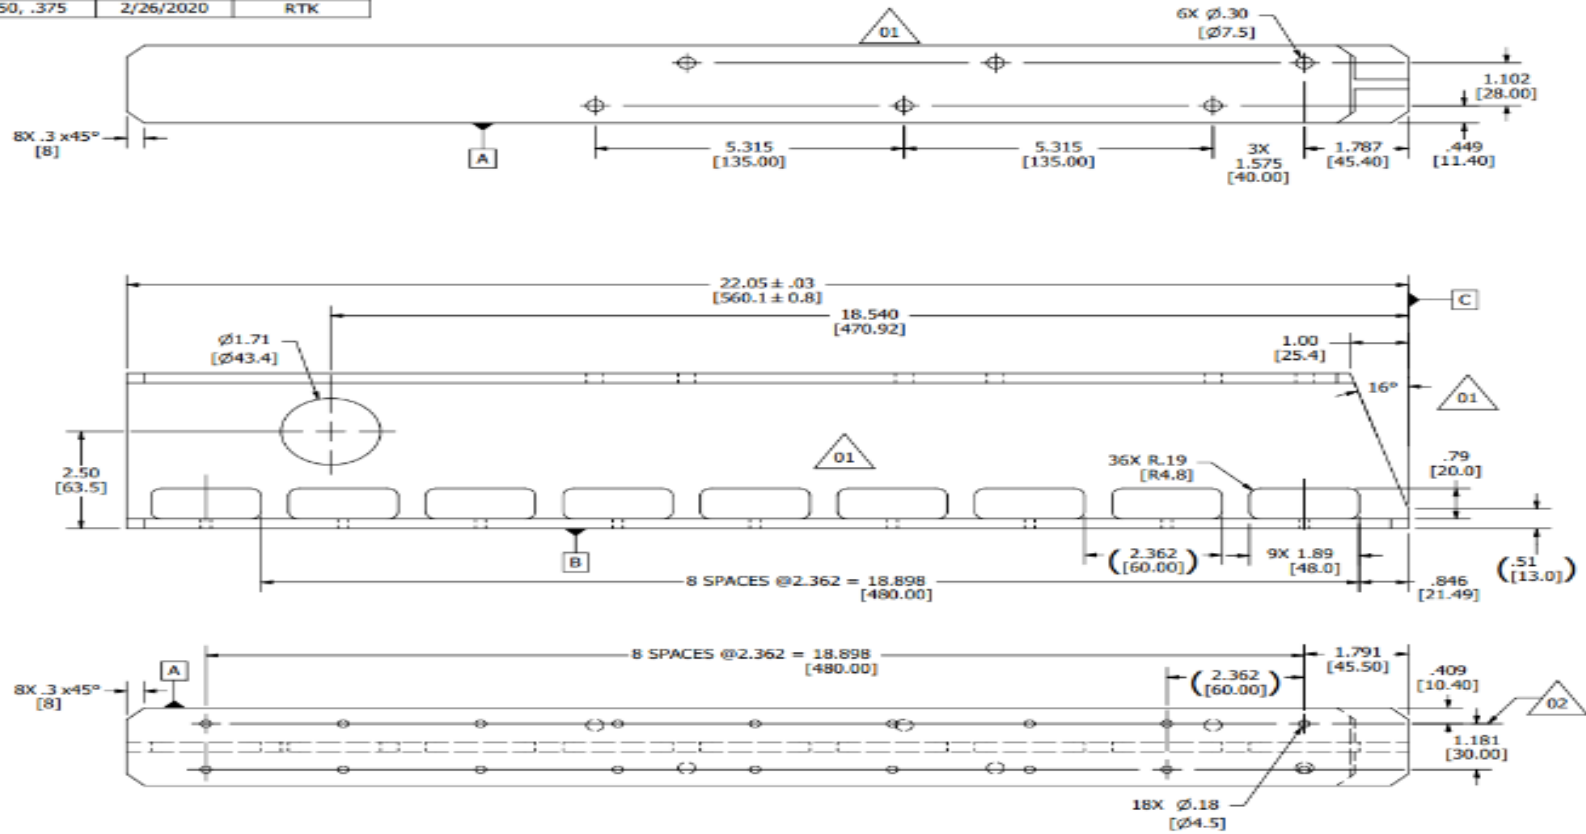 50, .375 2/26/2020 RTK
01
6X Ø.30
[Ø7.5]
1.102
[28.00]
8X .3 x45°
[8]
A
5.315
[135.00]
5.315
[135.00]
3X
1.575
[40.00]
1.787
[45.40]
.449
[11.40]
22.05 ± .03
[560.1 ± 0.8]
C
18.540
[470.92]
Ø1.71
[Ø43.4]
1.00
[25.4]
16°
01
01
2.50
[63.5]
36X R.19
[R4.8]
.79
[20.0]
B
(2.362)
([60.00])
9X 1.89
[48.0]
(.51)
([13.0])
8 SPACES @2.362 = 18.898
[480.00]
.846
[21.49]
8 SPACES @2.362 = 18.898
[480.00]
1.791
[45.50]
A
(2.362)
([60.00])
.409
[10.40]
8X .3 x45°
[8]
02
1.181
[30.00]
18X Ø.18
[Ø4.5]